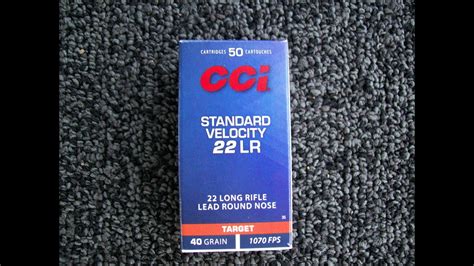 CARTRIDGES 50 CARTOUCHES
CCI
STANDARD
VELOCITY
22 LR
22 LONG RIFLE
LEAD ROUND NOSE
TARGET
40 GRAIN 1070 FPS